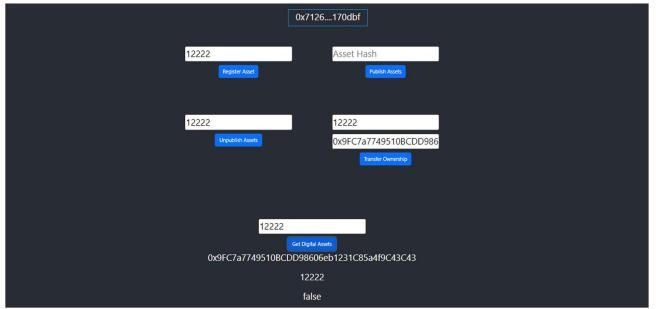 0x7126....170dbf
12222
Asset Hash
Register Asset
Publish Assets
12222
12222
Unpublish Assets
0x9FC7a7749510BCDD986
Transfer Ownership
12222
Get Digital Assets
0x9FC7a7749510BCDD98606eb1231C85a4f9C43C43
12222
false